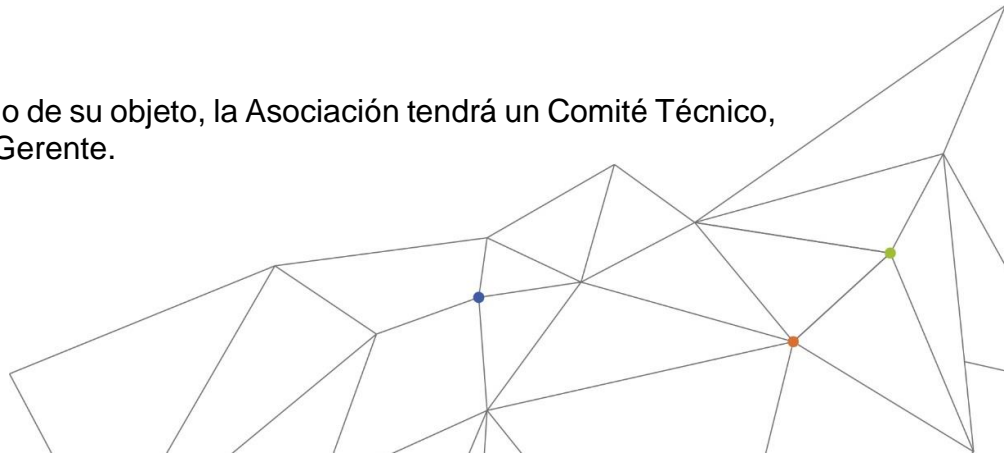 o de su objeto, la Asociación tendrá un Comité Técnico,
Gerente.